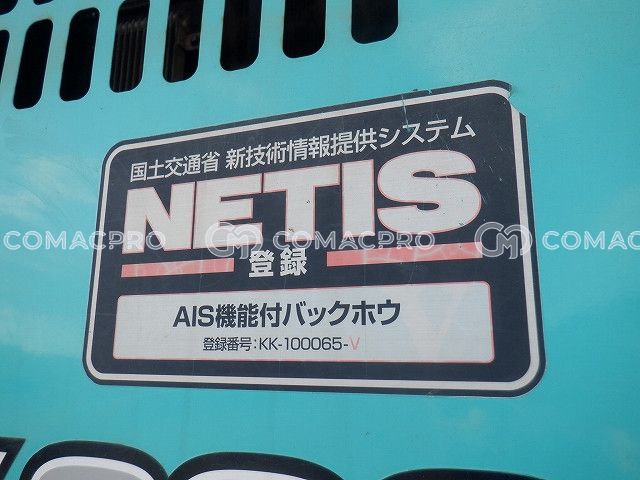 国土交通省 新技術情報提供システム
NETIS
登録
COMACPRO COMACPRO COMACPRO
AIS機能付バックホウ
登録番号:KK-100065-V